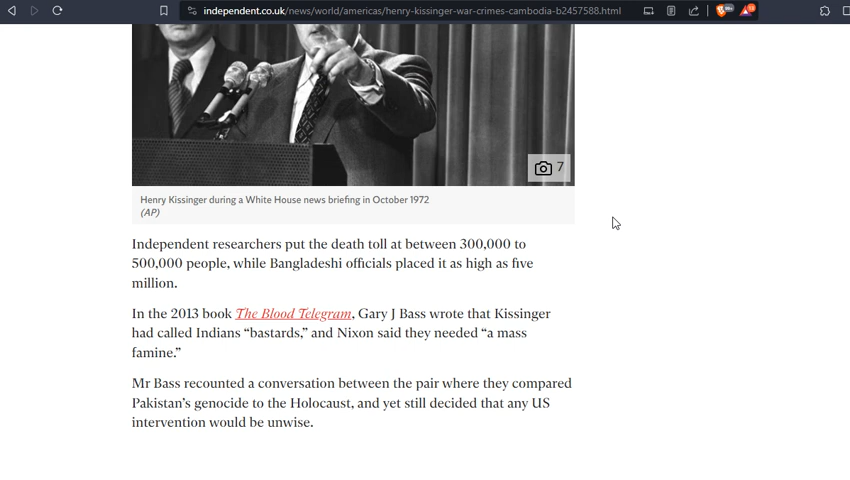 independent.co.uk/news/world/americas/henry-kissinger-war-crimes-cambodia-b2457588.html
7
Henry Kissinger during a White House news briefing in October 1972
(AP)
Independent researchers put the death toll at between 300,000 to
500,000 people, while Bangladeshi officials placed it as high as five
million.
In the 2013 book The Blood Telegram, Gary J Bass wrote that Kissinger
had called Indians “bastards,” and Nixon said they needed “a mass
famine.”
Mr Bass recounted a conversation between the pair where they compared
Pakistan’s genocide to the Holocaust, and yet still decided that any US
intervention would be unwise.